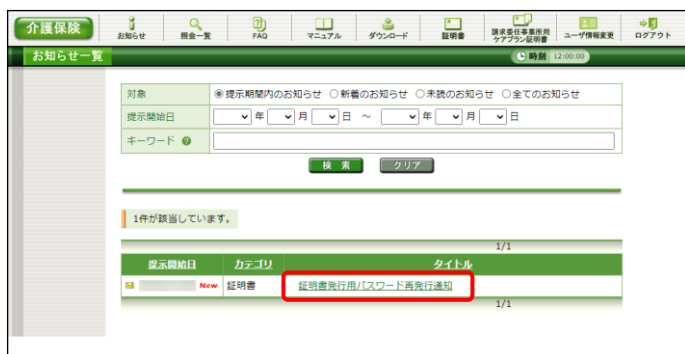 介護保険
お知らせ 照会一覧 FAQ マニュアル ダウンロード 証明書 請求委任事業所用ケアプラン証明書 ユーザ情報変更 ログアウト
お知らせ一覧 時刻 12:00:00
対象 提示期間内のお知らせ 新着のお知らせ 未読のお知らせ 全てのお知らせ
提示開始日 年 月 日 ～ 年 月 日
キーワード ?
検索 クリア
1件が該当しています。
1/1
提示開始日 カテゴリ タイトル
New 証明書 証明書発行用パスワード再発行通知
1/1